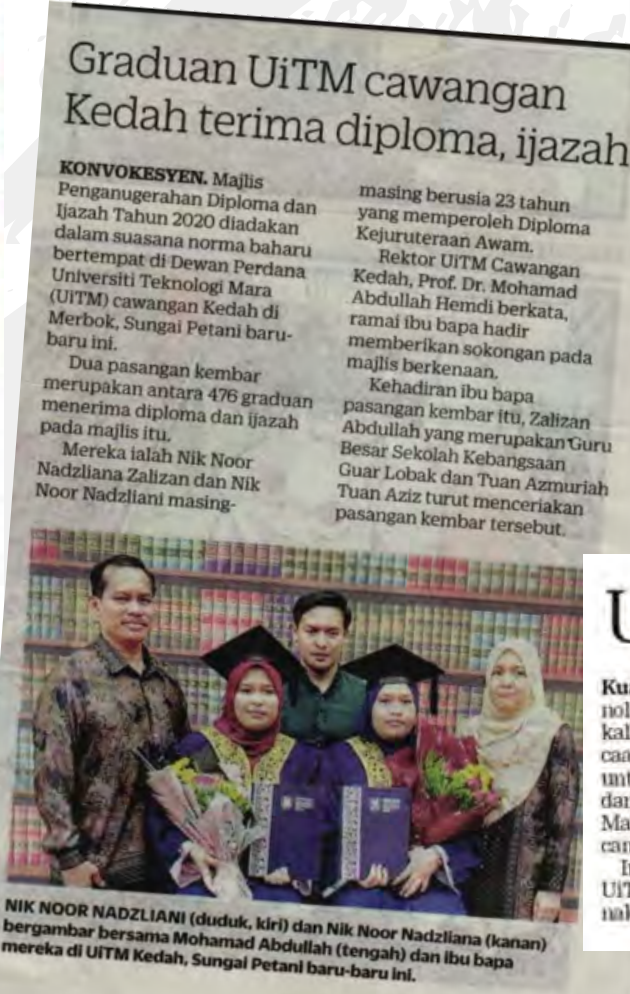 Graduan UiTM cawangan
Kedah terima diploma, ijazah
KONVOKESYEN. Majlis
Penganugerahan Diploma dan
Ijazah Tahun 2020 diadakan
dalam suasana norma baharu
bertempat di Dewan Perdana
Universiti Teknologi Mara
(UiTM) cawangan Kedah di
Merbok, Sungai Petani baru-
baru ini.
Dua pasangan kembar
merupakan antara 476 graduan
menerima diploma dan ijazah
pada majlis itu.
Mereka ialah Nik Noor
Nadzliana Zalizan dan Nik
Noor Nadzliani masing-
masing berusia 23 tahun
yang memperoleh Diploma
Kejuruteraan Awam.
Rektor UiTM Cawangan
Kedah, Prof. Dr. Mohamad
Abdullah Hemdi berkata,
ramai ibu bapa hadir
memberikan sokongan pada
majlis berkenaan.
Kehadiran ibu bapa
pasangan kembar itu, Zalizan
Abdullah yang merupakan Guru
Besar Sekolah Kebangsaan
Guar Lobak dan Tuan Azmuriah
Tuan Aziz turut menceriakan
pasangan kembar tersebut.
NIK NOOR NADZLIANI (duduk, kiri) dan Nik Noor Nadzliana (kanan)
bergambar bersama Mohamad Abdullah (tengah) dan ibu bapa
mereka di UiTM Kedah, Sungai Petani baru-baru ini.